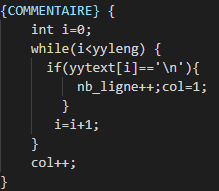 {COMMENTAIRE} {
    int i=0;
    while(i<yyleng) {
      if(yytext[i]=='\n'){
          nb_ligne++;col=1;
        }
       i=i+1;
    }
    col++;
}